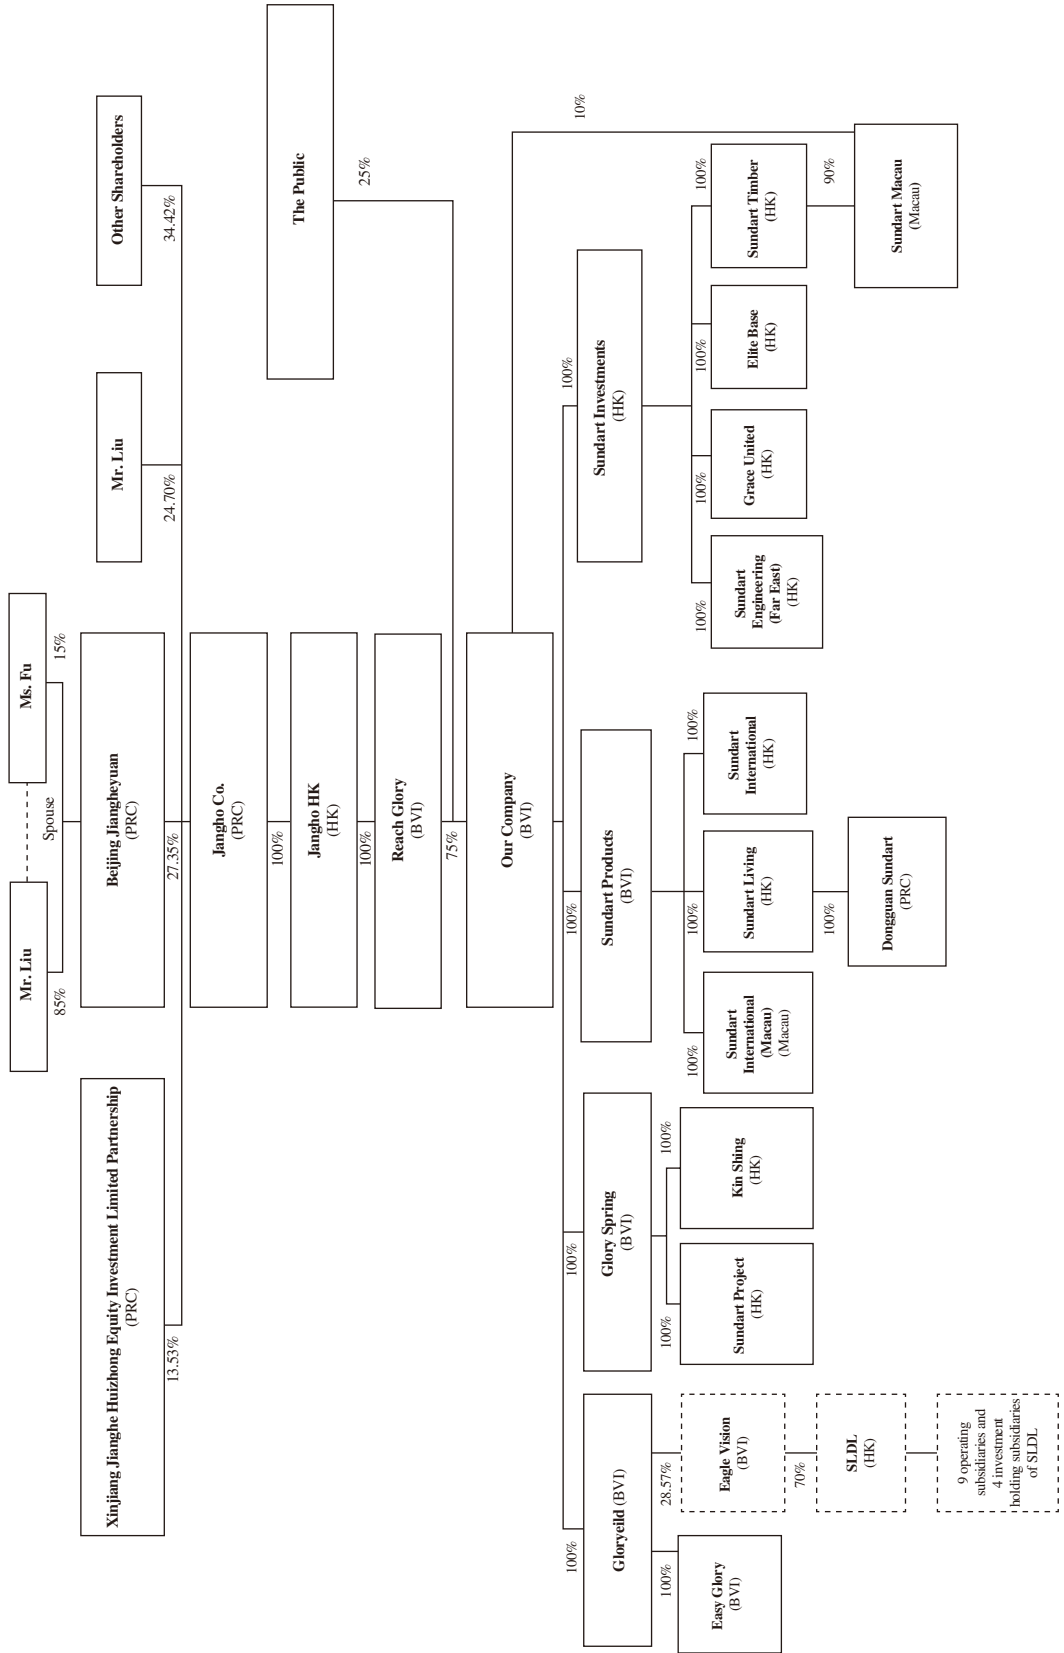 Mr. Liu
Spouse
Ms. Fu
85%
15%
Xinjiang Jianghe Huizhong Equity Investment Limited Partnership
(PRC)
Beijing Jiangheyuan
(PRC)
Mr. Liu
Other Shareholders
13.53%
27.35%
24.70%
34.42%
Jangho Co.
(PRC)
100%
Jangho HK
(HK)
100%
Reach Glory
(BVI)
The Public
75%
25%
Our Company
(BVI)
100%
100%
100%
100%
10%
Gloryeild (BVI)
Glory Spring
(BVI)
Sundart Products
(BVI)
Sundart Investments
(HK)
100%
28.57%
100%
100%
100%
100%
100%
100%
100%
100%
100%
Easy Glory
(BVI)
Eagle Vision
(BVI)
Sundart Project
(HK)
Kin Shing
(HK)
Sundart
International
(Macau)
(Macau)
Sundart Living
(HK)
Sundart
International
(HK)
Sundart
Engineering
(Far East)
(HK)
Grace United
(HK)
Elite Base
(HK)
Sundart Timber
(HK)
70%
100%
90%
SLDL
(HK)
Dongguan Sundart
(PRC)
Sundart Macau
(Macau)
9 operating
subsidiaries and
4 investment
holding subsidiaries
of SLDL